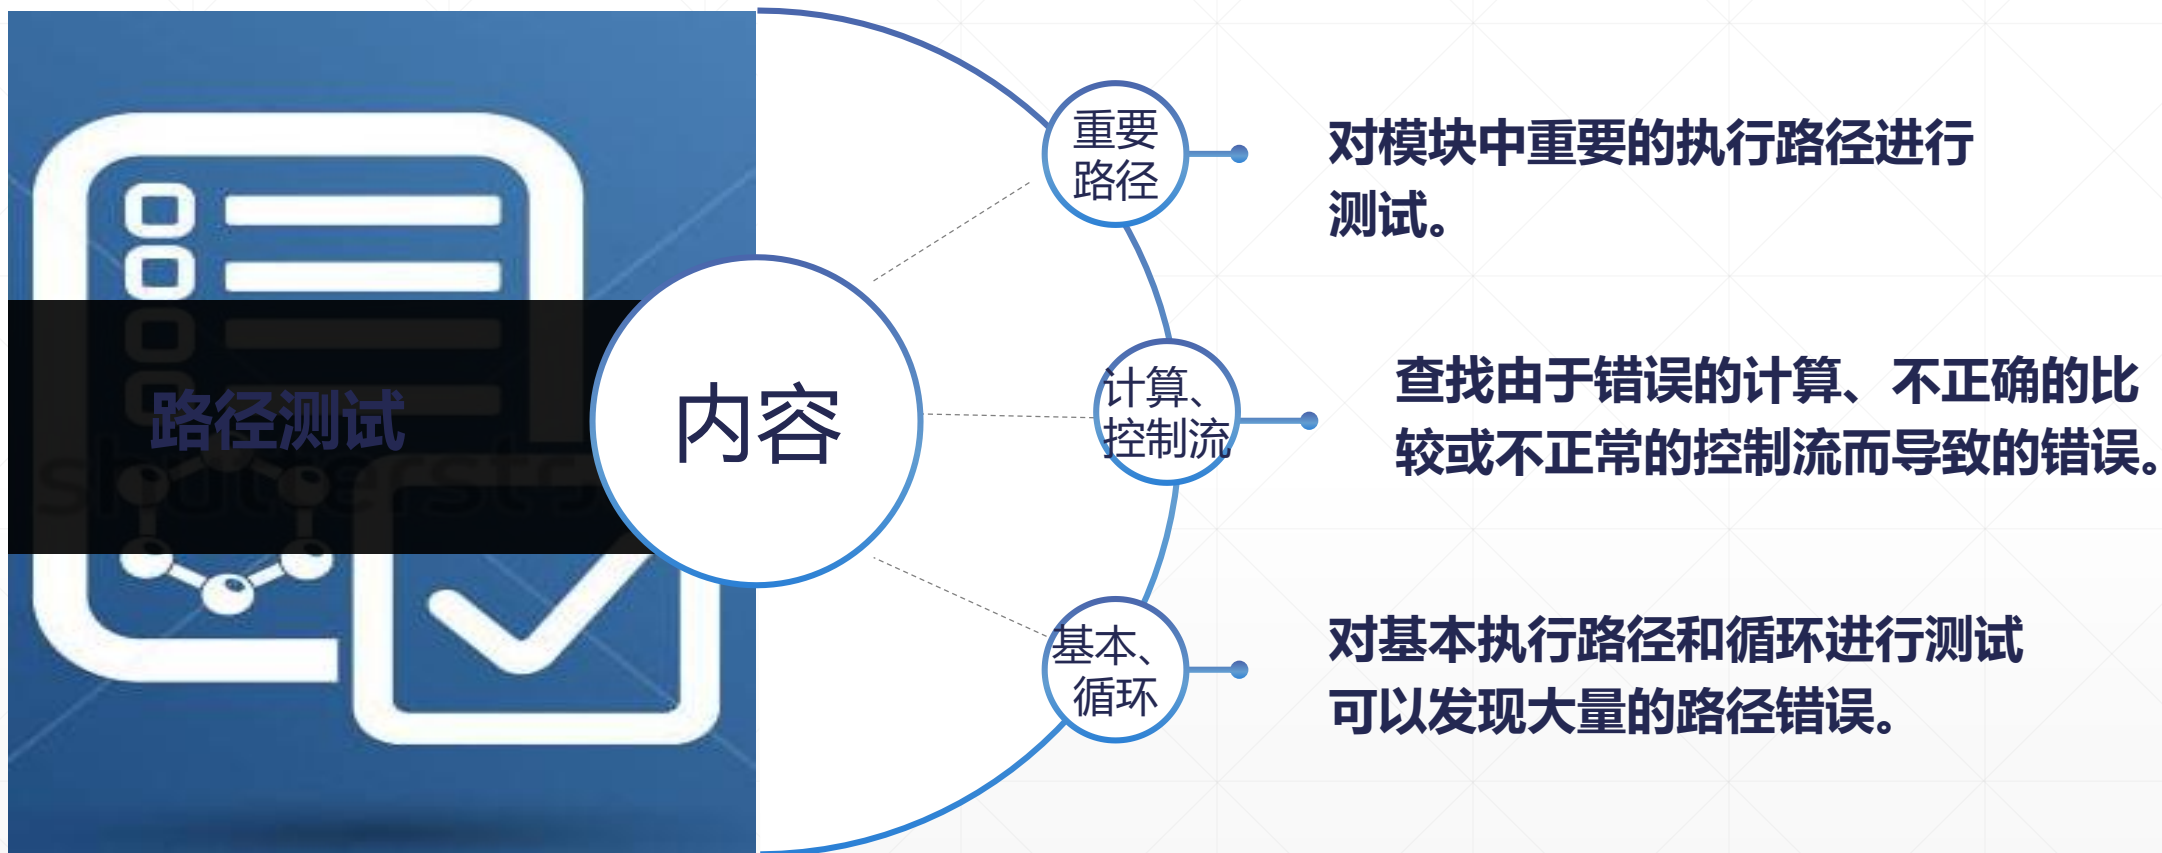 路径测试
内容
重要
路径
对模块中重要的执行路径进行
测试。
计算、
控制流
查找由于错误的计算、不正确的比
较或不正常的控制流而导致的错误。
基本、
循环
对基本执行路径和循环进行测试
可以发现大量的路径错误。